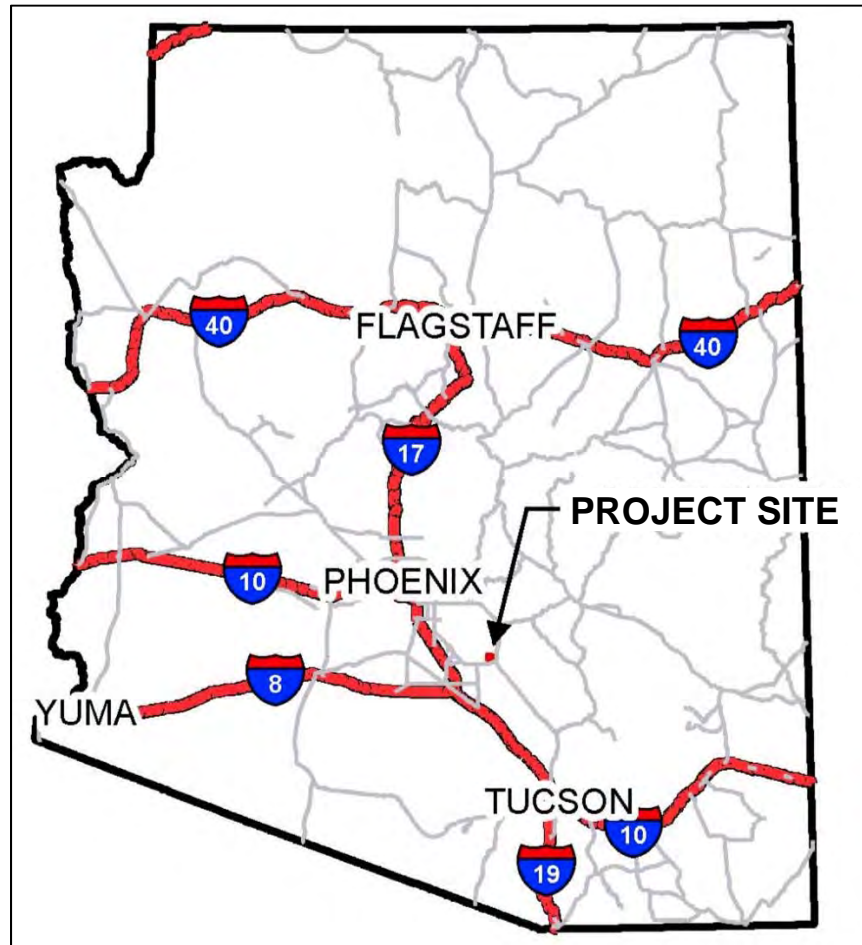 40
FLAGSTAFF
40
17
PROJECT SITE
10
PHOENIX
8
YUMA
TUCSON
10
19